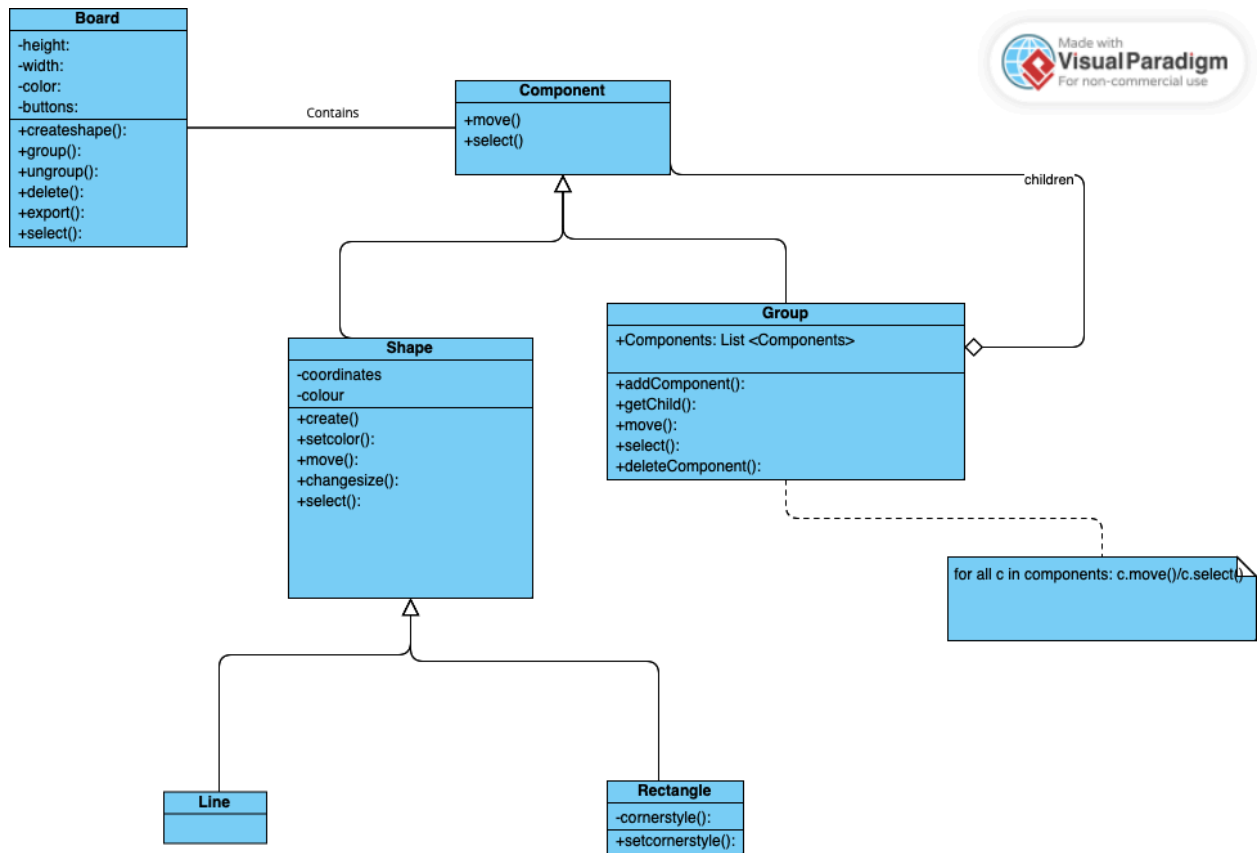 Board
-height:
-width:
-color:
-buttons:
+createshape():
+group():
+ungroup():
+delete():
+export():
+select():
Contains
Component
+move()
+select()
Made with
Visual Paradigm
For non-commercial use
children
Shape
-coordinates
-colour
+create()
+setcolor():
+move():
+changesize():
+select():
Group
+Components: List <Components>
+addComponent():
+getChild():
+move():
+select():
+deleteComponent():
for all c in components: c.move()/c.select()
Line
Rectangle
-cornerstyle():
+setcornerstyle():